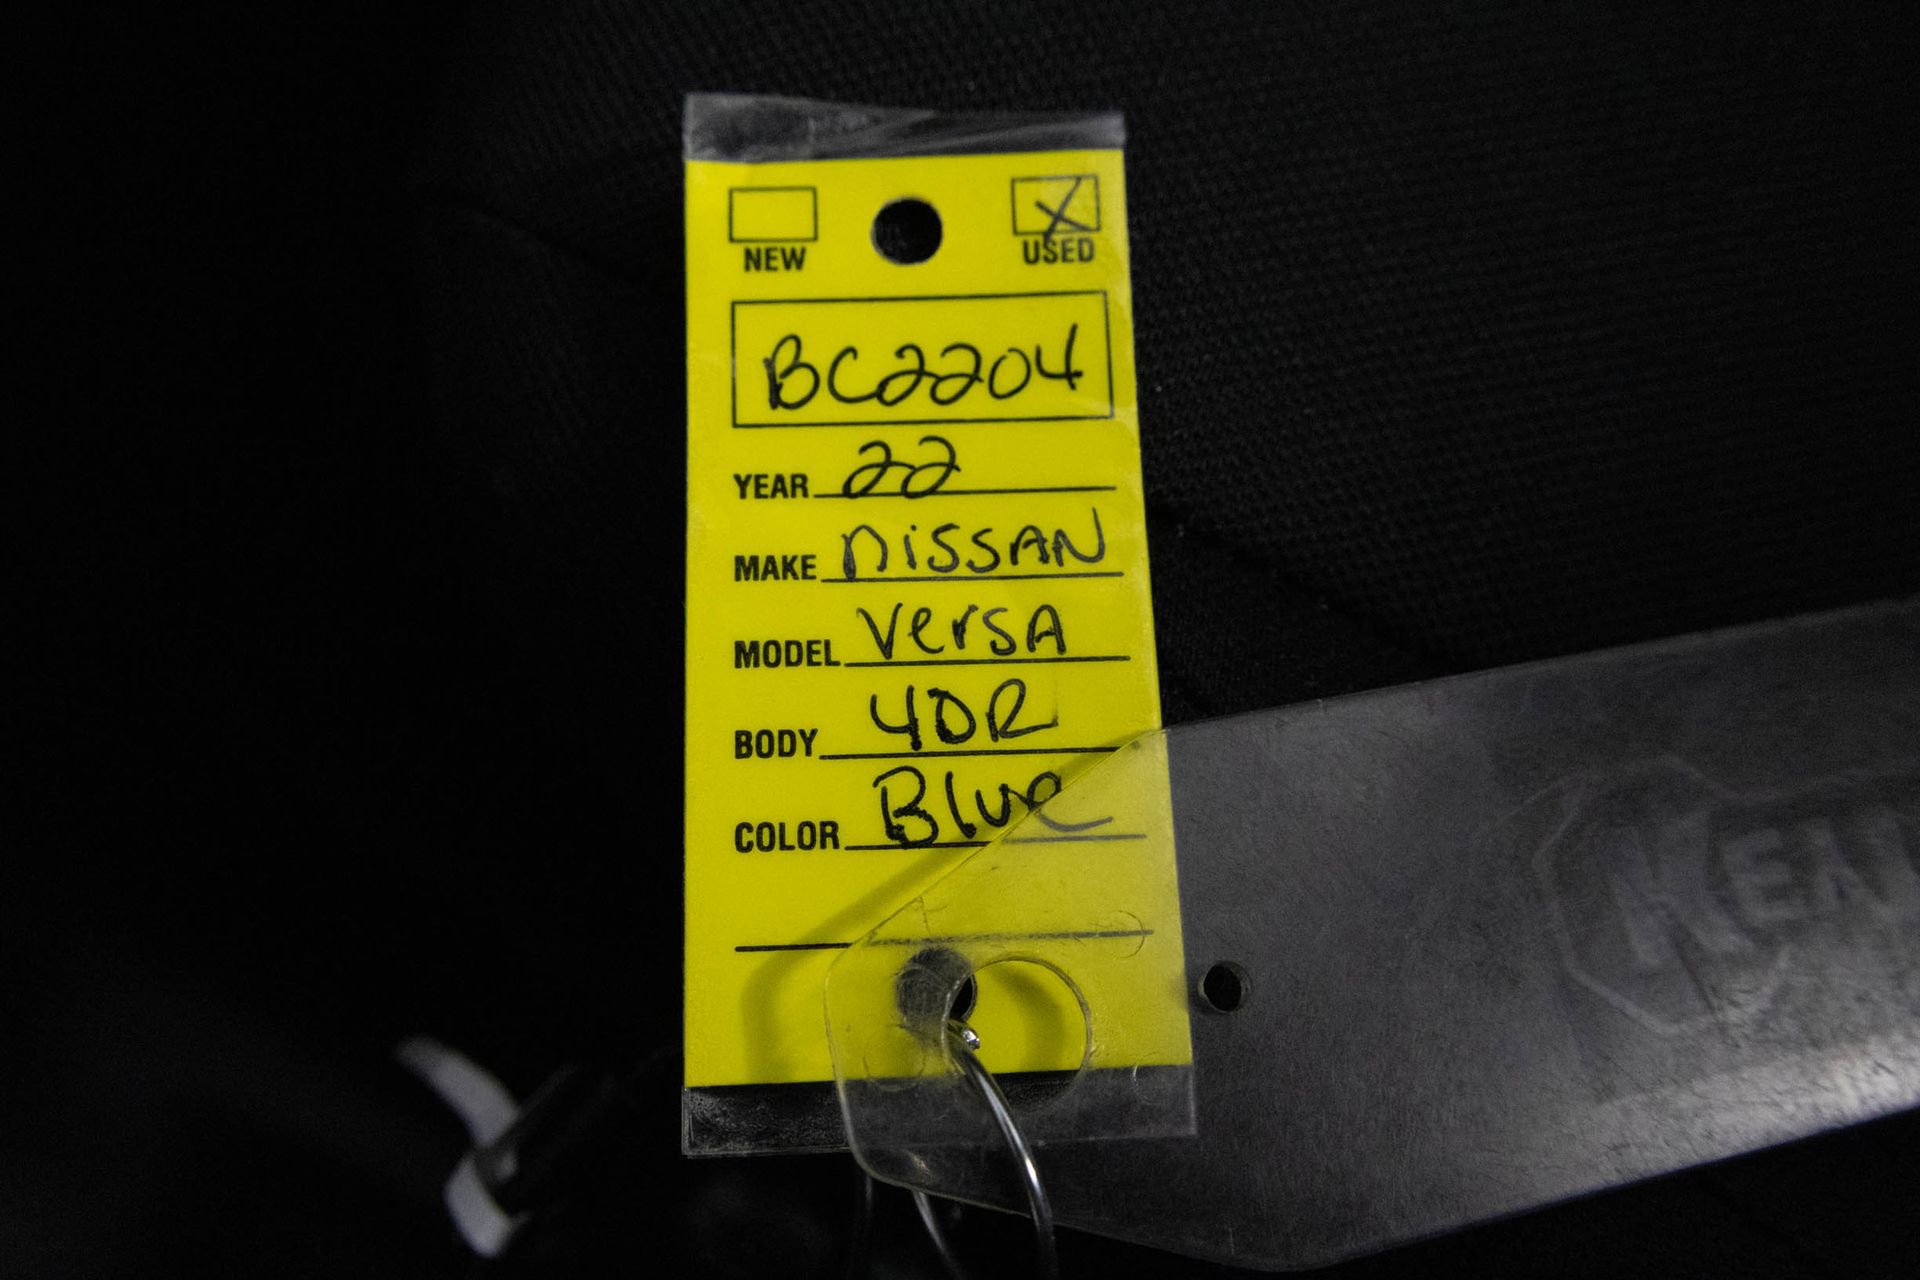 NEW USED
BC2204
YEAR 22
MAKE nissAN
MODEL VersA
BODY 4DR
COLOR Blue